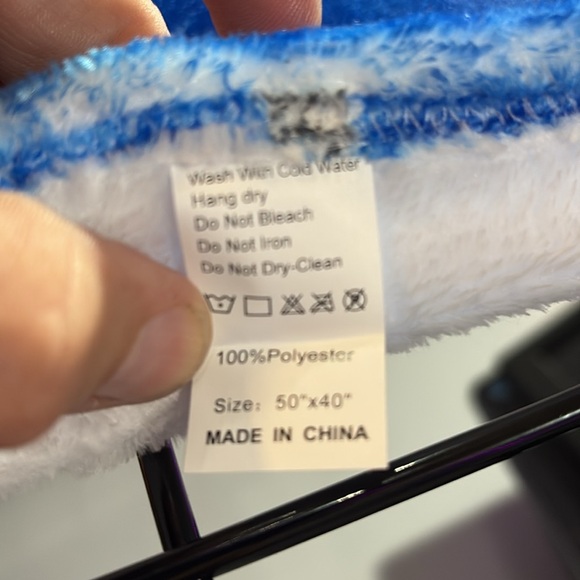 Wash With Cold Water
Hang dry
Do Not Bleach
Do Not Iron
Do Not Dry-Clean
100%Polyester
Size: 50"x40"
MADE IN CHINA